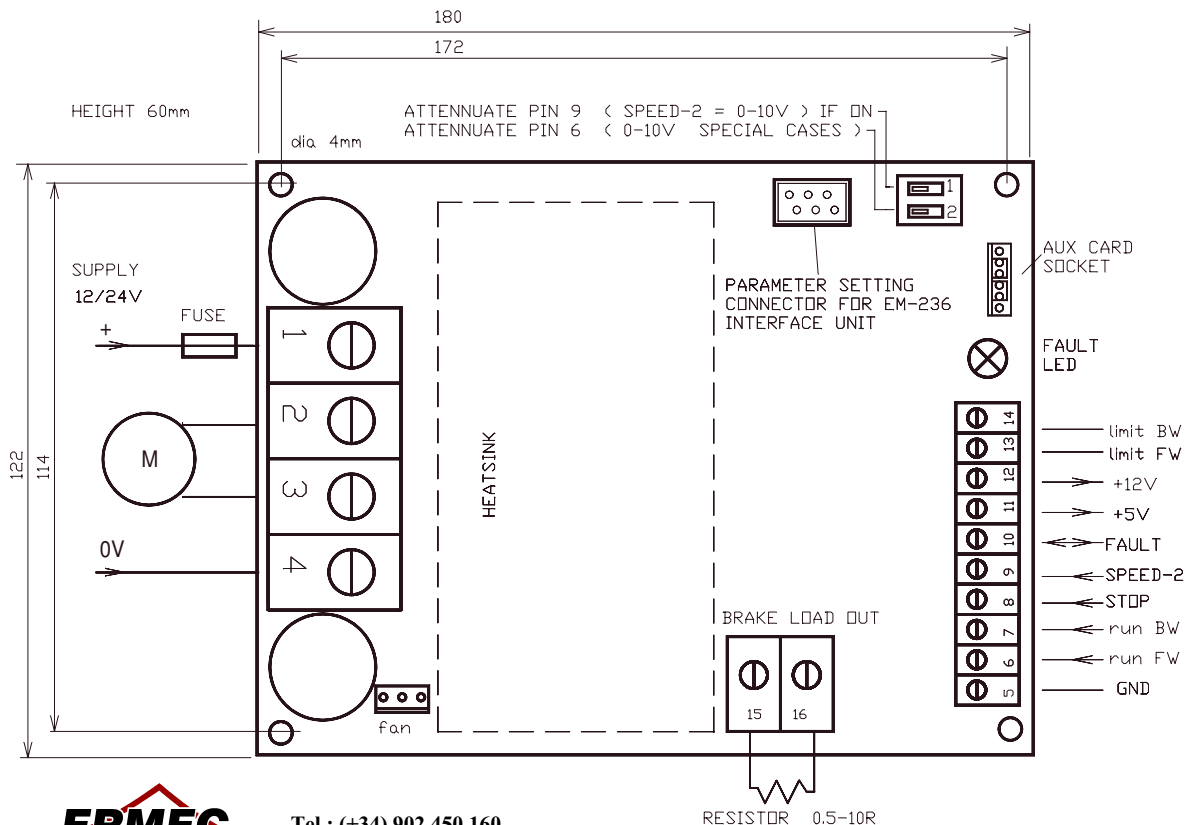 180
172
HEIGHT 60mm
ATTENNUATE PIN 9 ( SPEED-2 = 0-10V ) IF ON
ATTENNUATE PIN 6 ( 0-10V SPECIAL CASES )
dia 4mm
1
2
122
114
SUPPLY
12/24V
+
FUSE
PARAMETER SETTING
CONNECTOR FOR EM-236
INTERFACE UNIT
AUX CARD
SOCKET
FAULT
LED
1
2
3
4
M
0V
HEATSINK
14 limit BW
13 limit FW
12 +12V
11 +5V
10 FAULT
9 SPEED-2
8 STOP
7 run BW
6 run FW
5 GND
BRAKE LOAD OUT
15 16
fan
RESISTOR 0.5-10R
ERMEC
Tel.: (+34) 902 450 160